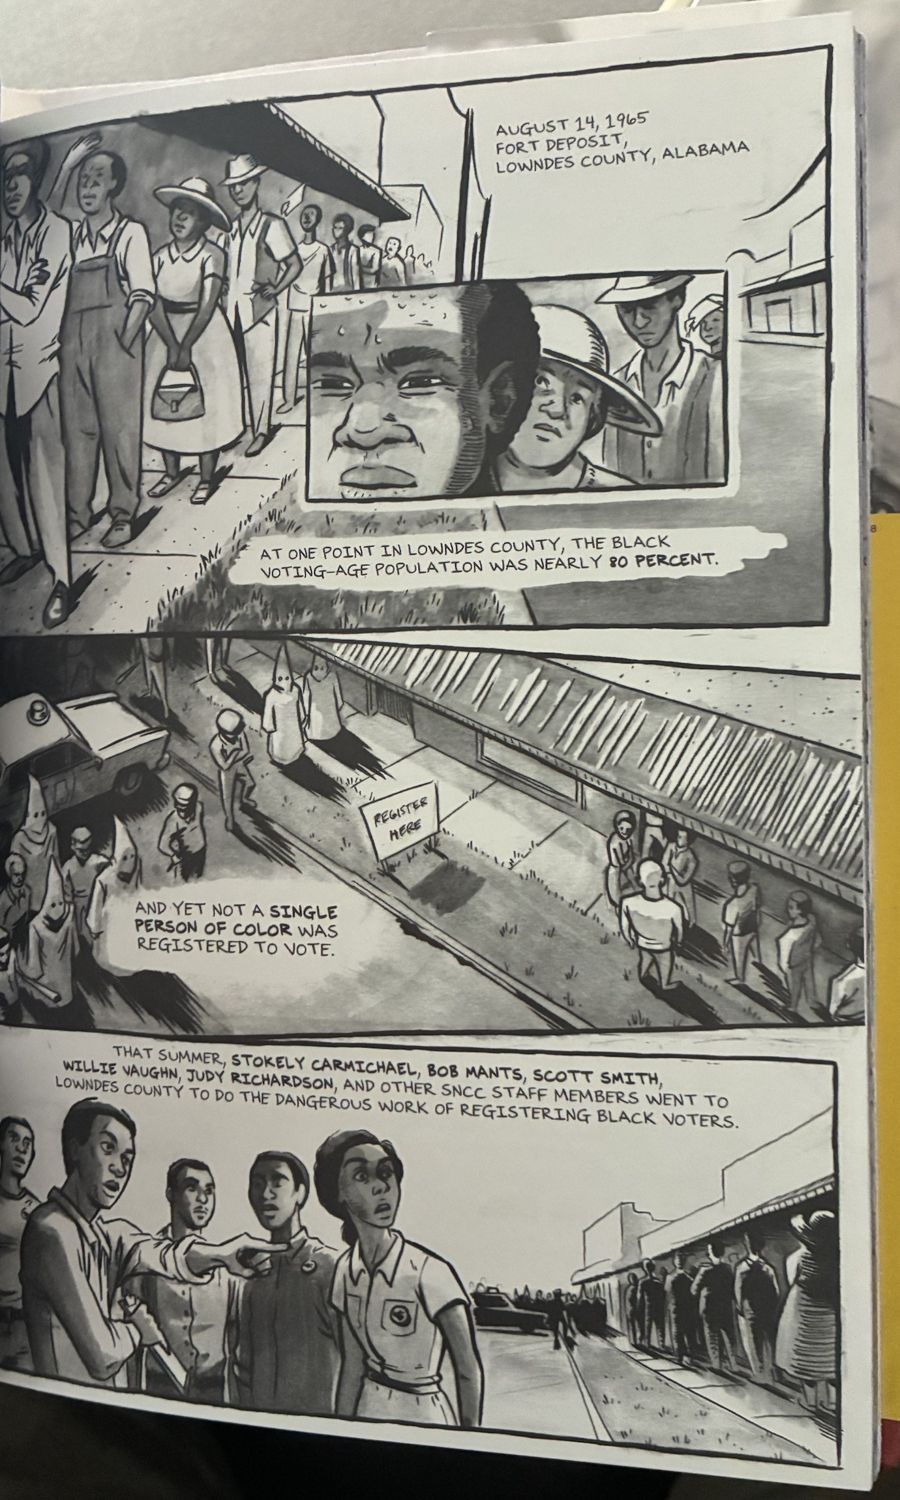 AUGUST 14, 1965
FORT DEPOSIT,
LOWNDES COUNTY, ALABAMA
AT ONE POINT IN LOWNDES COUNTY, THE BLACK
VOTING-AGE POPULATION WAS NEARLY 80 PERCENT.
REGISTER
HERE
AND YET NOT A SINGLE
PERSON OF COLOR WAS
REGISTERED TO VOTE.
THAT SUMMER, STOKELY CARMICHAEL, BOB MANTS, SCOTT SMITH,
WILLIE VAUGHN, JUDY RICHARDSON, AND OTHER SNCC STAFF MEMBERS WENT TO
LOWNDES COUNTY TO DO THE DANGEROUS WORK OF REGISTERING BLACK VOTERS.
8